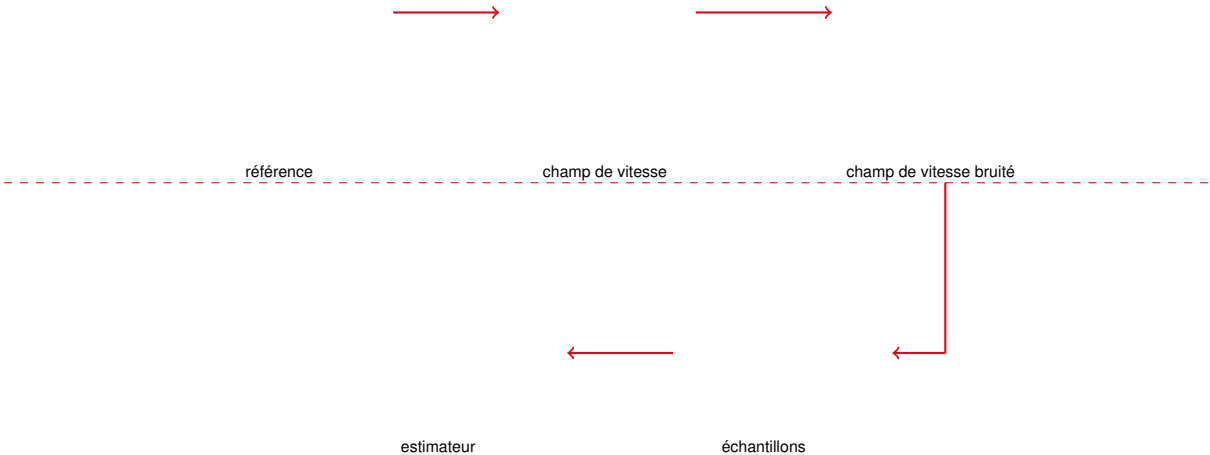 référence
champ de vitesse
champ de vitesse bruité
estimateur
échantillons